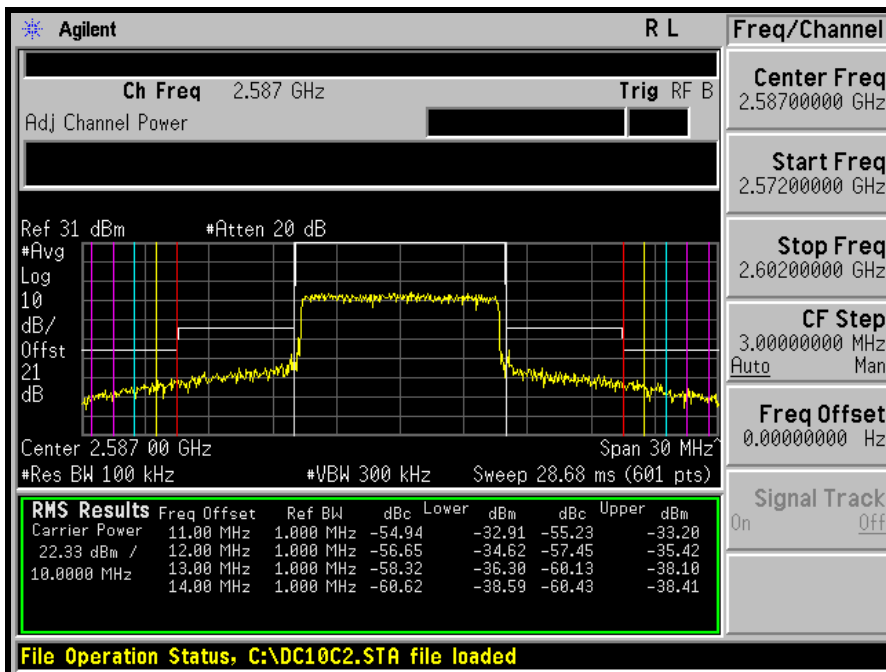 Agilent R L Freq/Channel
Ch Freq 2.587 GHz Trig RF B
Adj Channel Power
Center Freq
2.58700000 GHz
Start Freq
2.57200000 GHz
Stop Freq
2.60200000 GHz
CF Step
3.00000000 MHz
Auto Man
Freq Offset
0.00000000 Hz
Signal Track
On Off
Ref 31 dBm #Atten 20 dB
#Avg
Log
10
dB/
Offst
21
dB
Center 2.587 00 GHz Span 30 MHz^
#Res BW 100 kHz #VBW 300 kHz Sweep 28.68 ms (601 pts)
RMS Results Freq Offset Ref BW dBc Lower dBm dBc Upper dBm
Carrier Power 11.00 MHz 1.000 MHz -54.94 -32.91 -55.23 -33.20
22.33 dBm / 12.00 MHz 1.000 MHz -56.65 -34.62 -57.45 -35.42
10.0000 MHz 13.00 MHz 1.000 MHz -58.32 -36.30 -60.13 -38.10
14.00 MHz 1.000 MHz -60.62 -38.59 -60.43 -38.41
File Operation Status, C:\DC10C2.STA file loaded